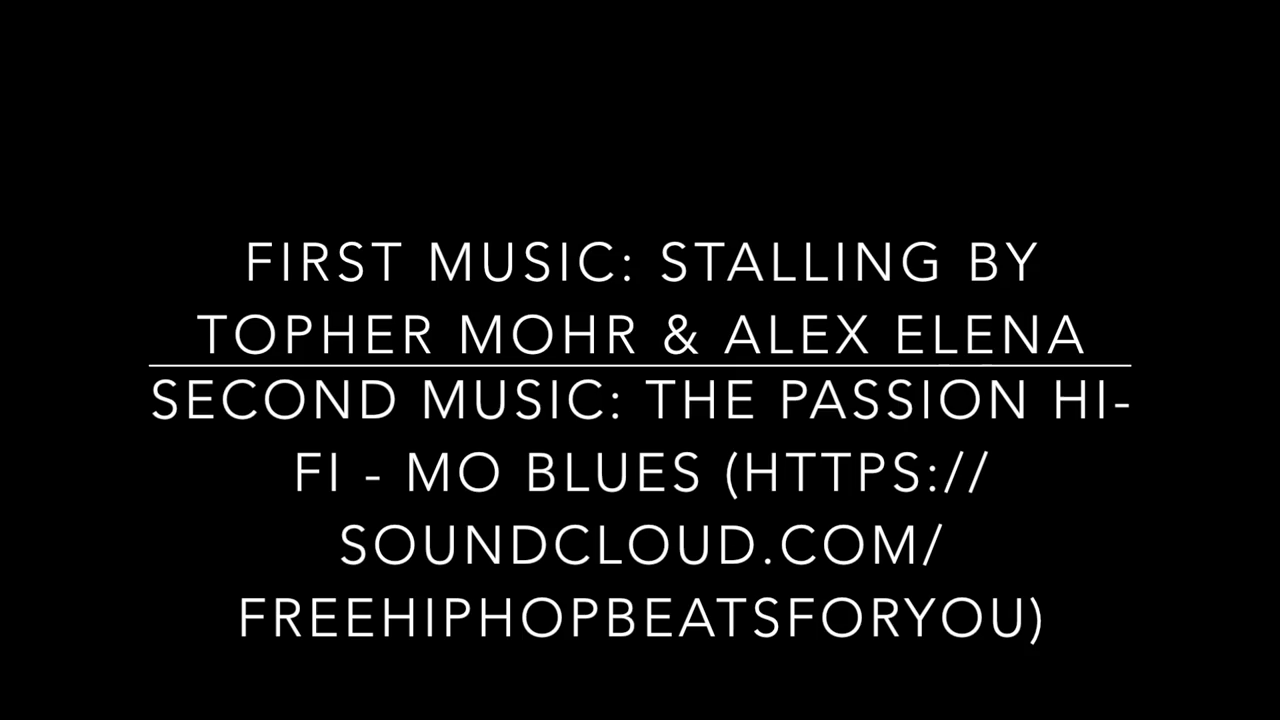 FIRST MUSIC: STALLING BY
TOPHER MOHR & ALEX ELENA
SECOND MUSIC: THE PASSION HI-
FI - MO BLUES (HTTPS://
SOUNDCLOUD.COM/
FREEHIPHOPBEATSFORYOU)